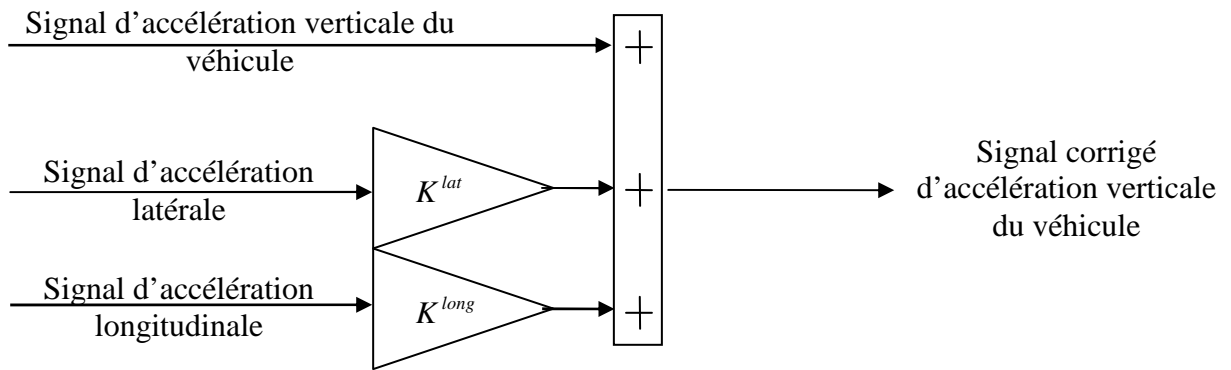 Signal d'accélération verticale du
véhicule
+
Signal d'accélération
latérale
K^{lat}
+
Signal corrigé
d'accélération verticale
du véhicule
Signal d'accélération
longitudinale
K^{long}
+